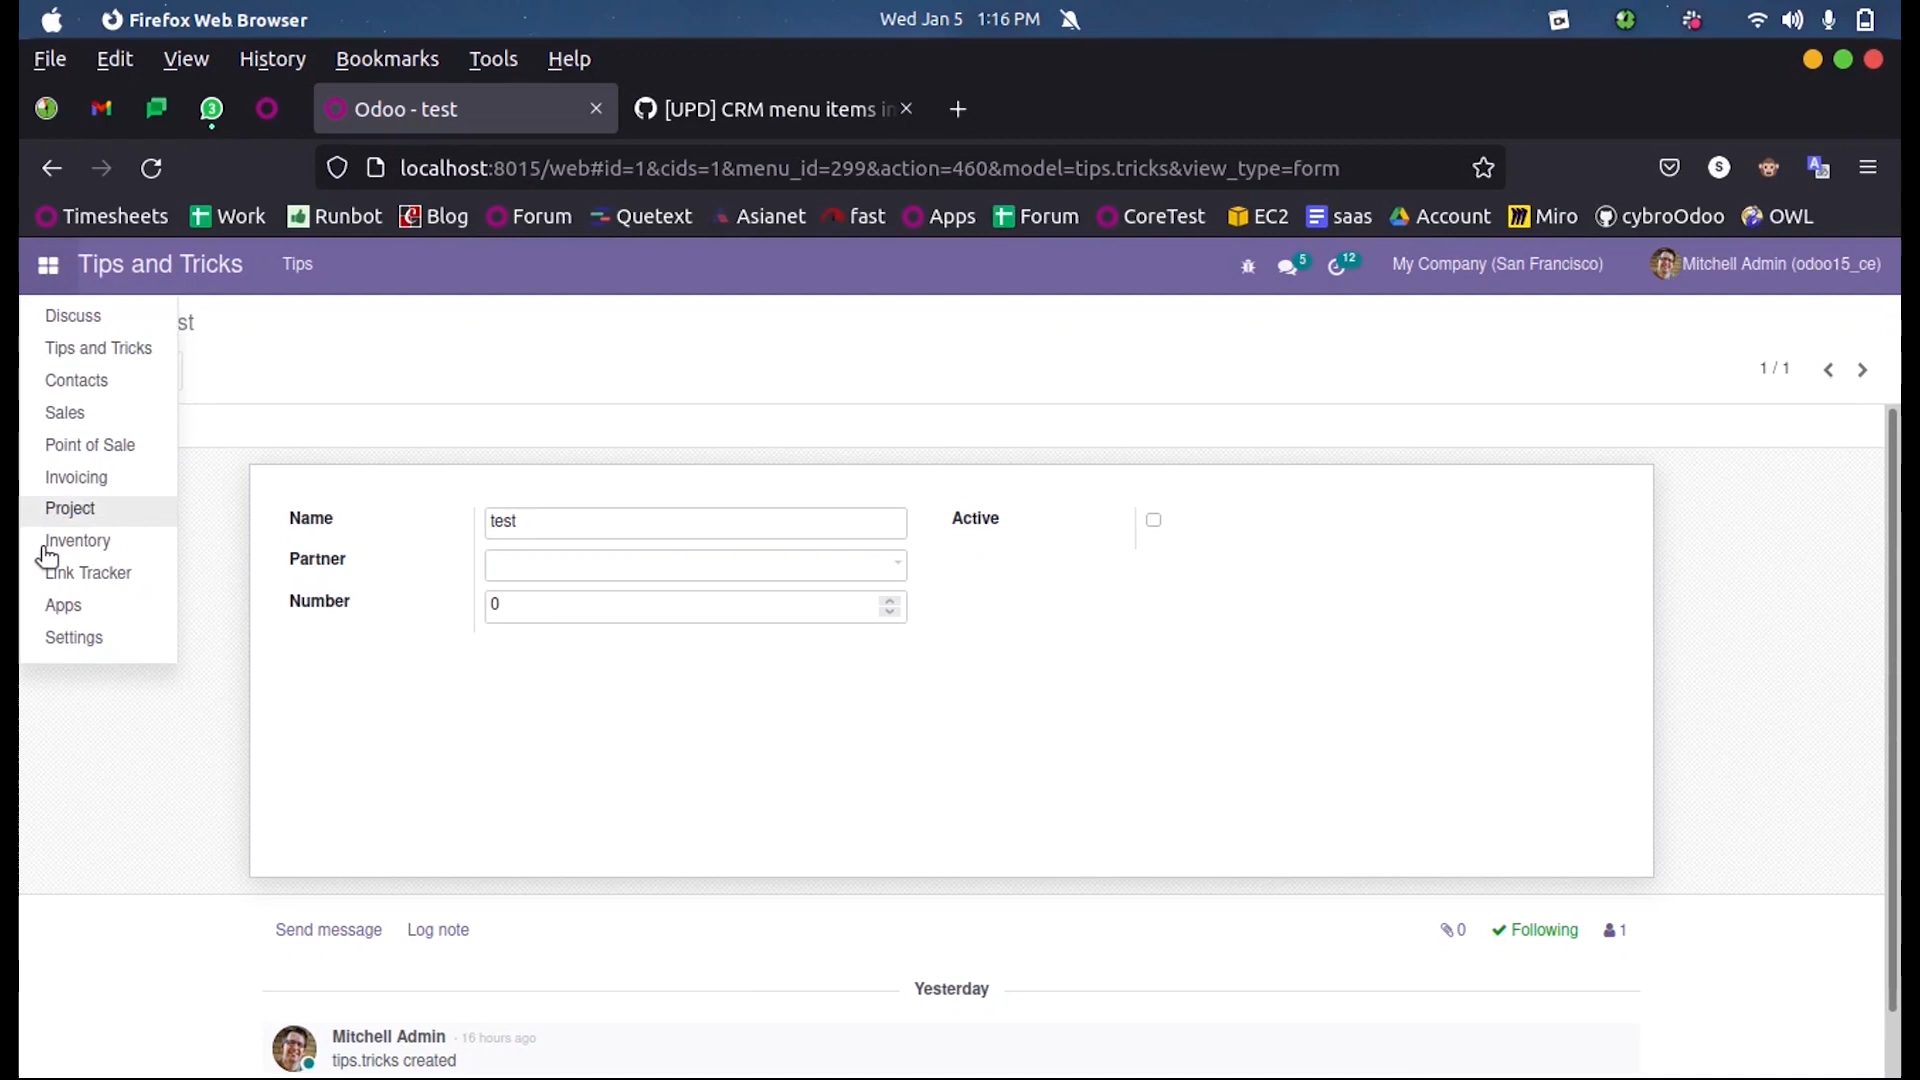 Firefox Web Browser
Wed Jan 5 1:16 PM
File Edit View History Bookmarks Tools Help
3
Odoo - test
[UPD] CRM menu items in
localhost:8015/web#id=1&cids=1&menu_id=299&action=460&model=tips.tricks&view_type=form
S
Timesheets Work Runbot Blog Forum Quetext Asianet fast Apps Forum CoreTest EC2 saas Account Miro cybroOdoo OWL
Tips and Tricks Tips
5 12 My Company (San Francisco) Mitchell Admin (odoo15_ce)
Discuss
st
Tips and Tricks
Contacts
1 / 1
Sales
Point of Sale
Invoicing
Project
Inventory
Link Tracker
Apps
Settings
Name test
Active
Partner
Number 0
Send message Log note
0 Following 1
Yesterday
Mitchell Admin - 16 hours ago
tips.tricks created